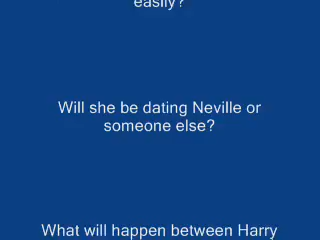 easily?
Will she be dating Neville or
someone else?
What will happen between Harry